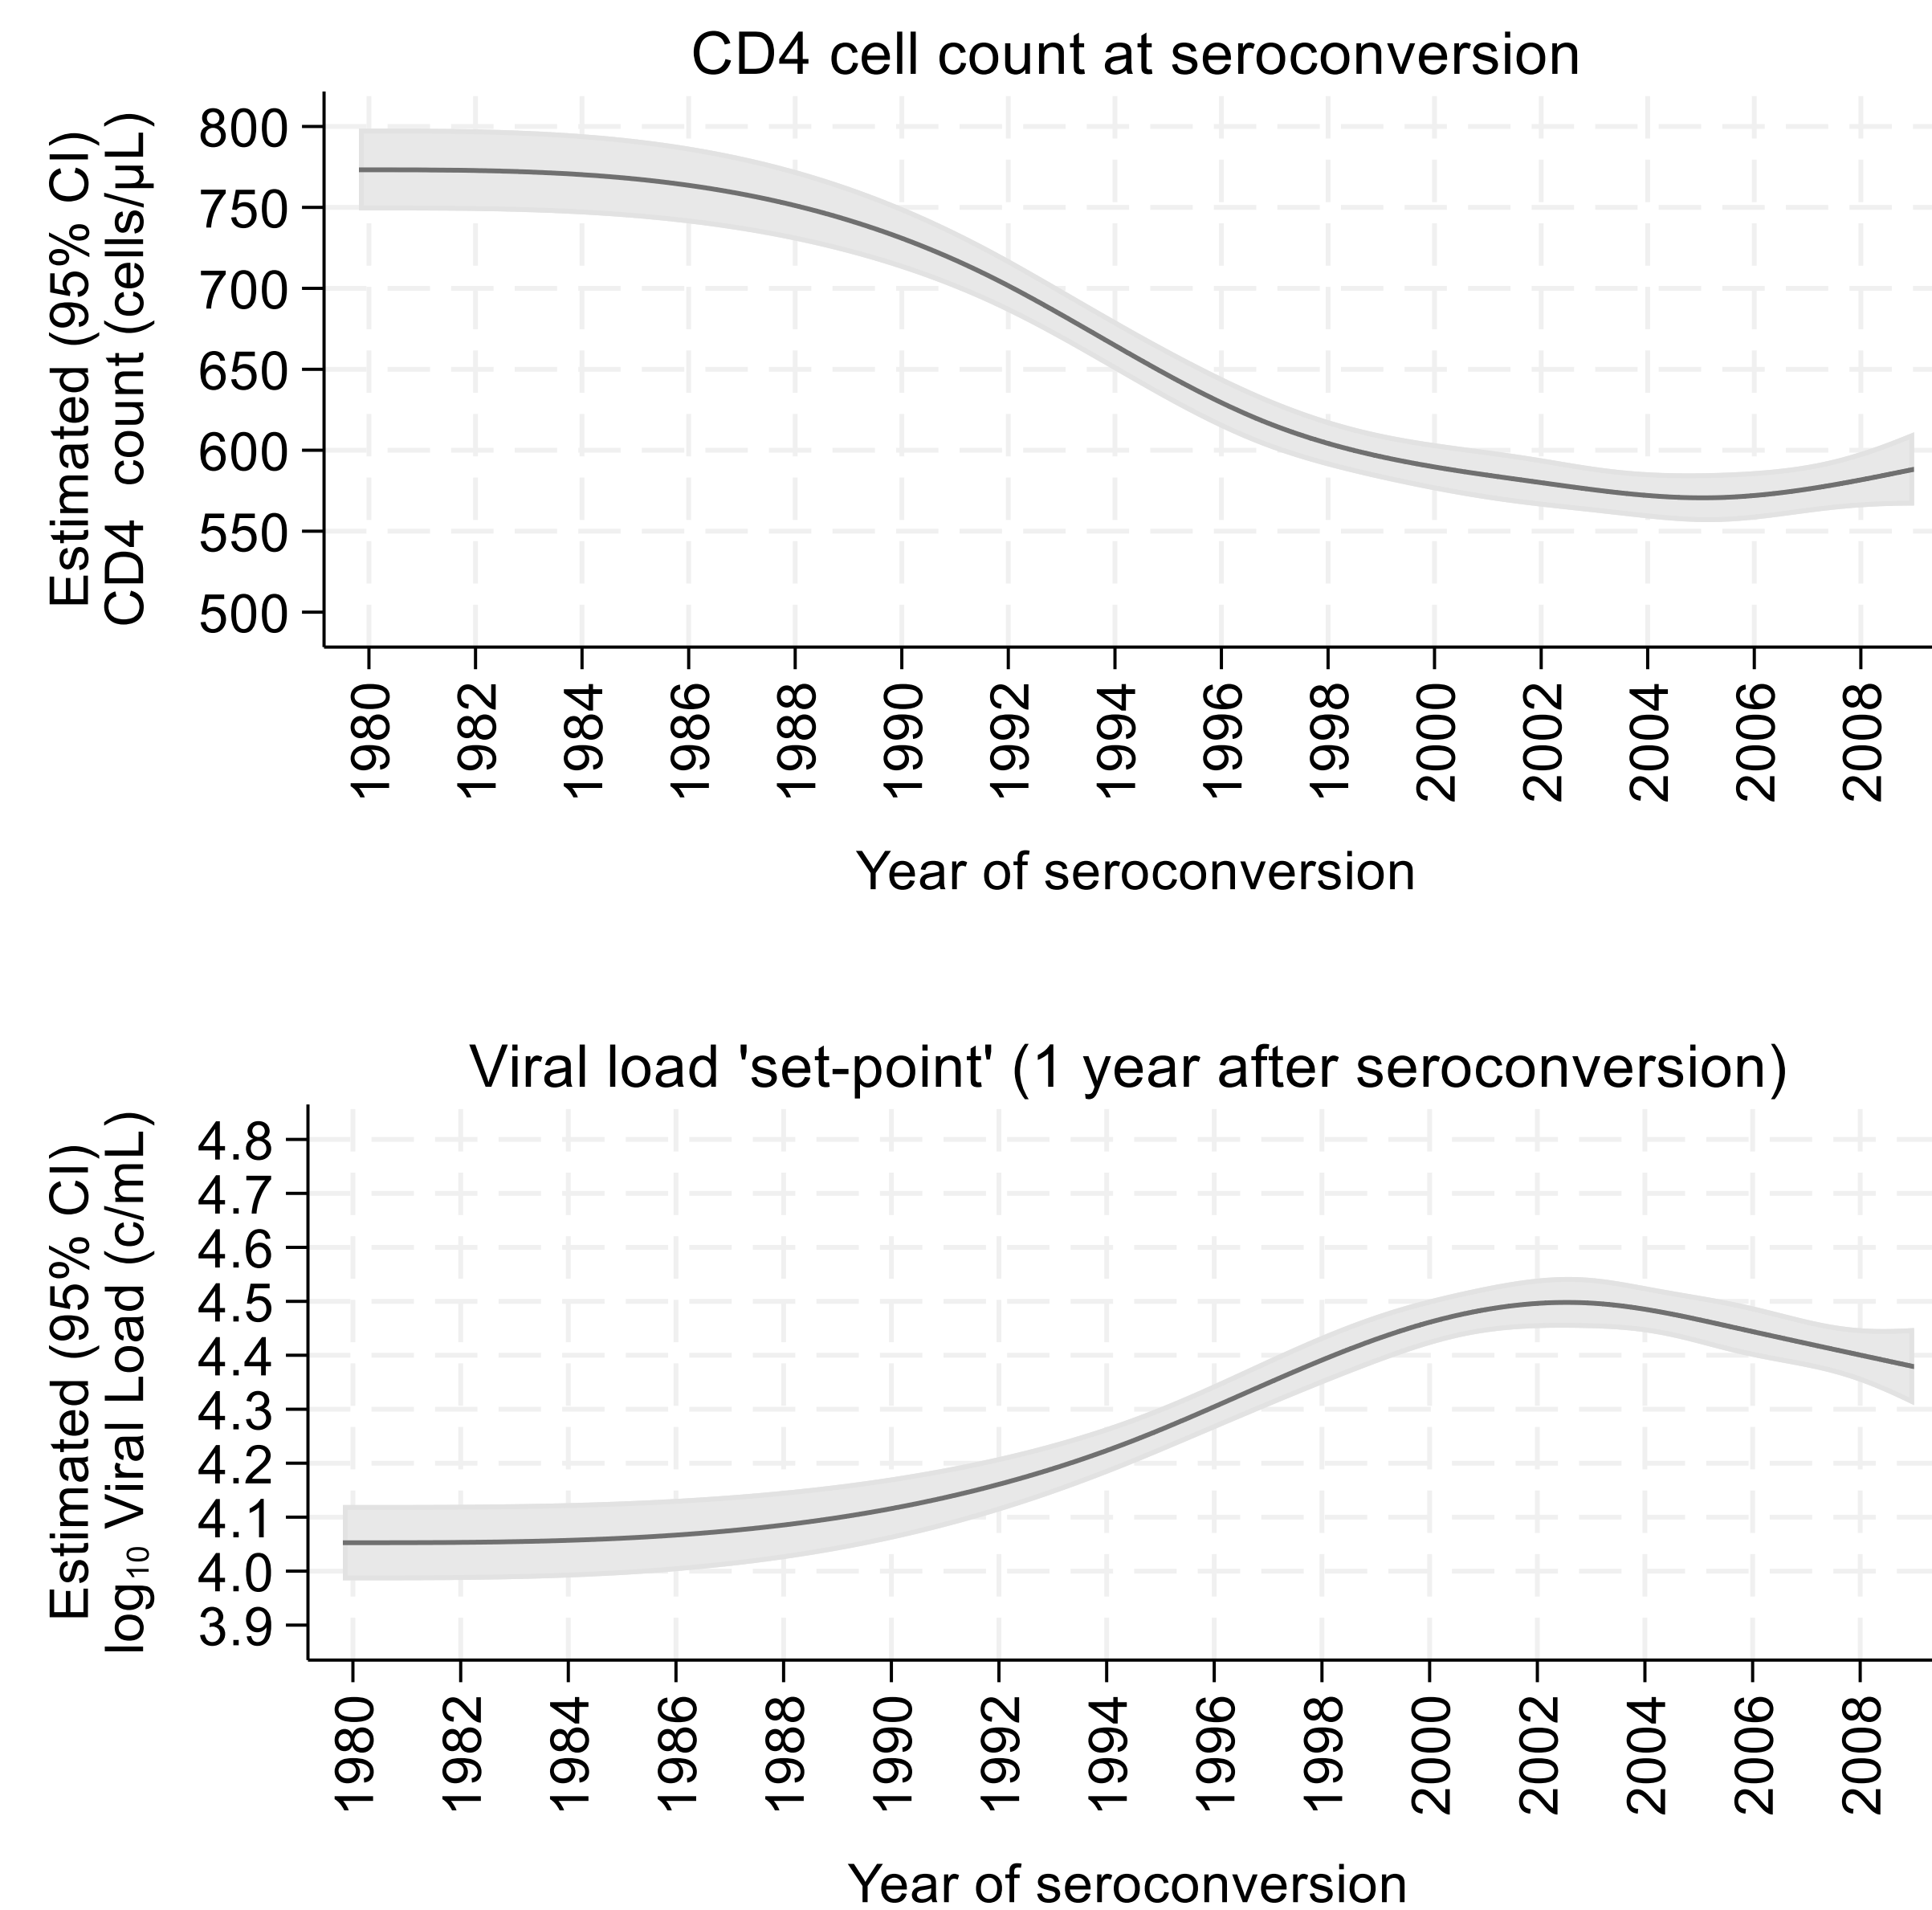 CD4 cell count at seroconversion
Estimated (95% CI)
CD4 count (cells/µL)
800
750
700
650
600
550
500
1980 1982 1984 1986 1988 1990 1992 1994 1996 1998 2000 2002 2004 2006 2008
Year of seroconversion
Viral load 'set-point' (1 year after seroconversion)
Estimated (95% CI)
log₁₀ Viral Load (c/mL)
4.8
4.7
4.6
4.5
4.4
4.3
4.2
4.1
4.0
3.9
1980 1982 1984 1986 1988 1990 1992 1994 1996 1998 2000 2002 2004 2006 2008
Year of seroconversion